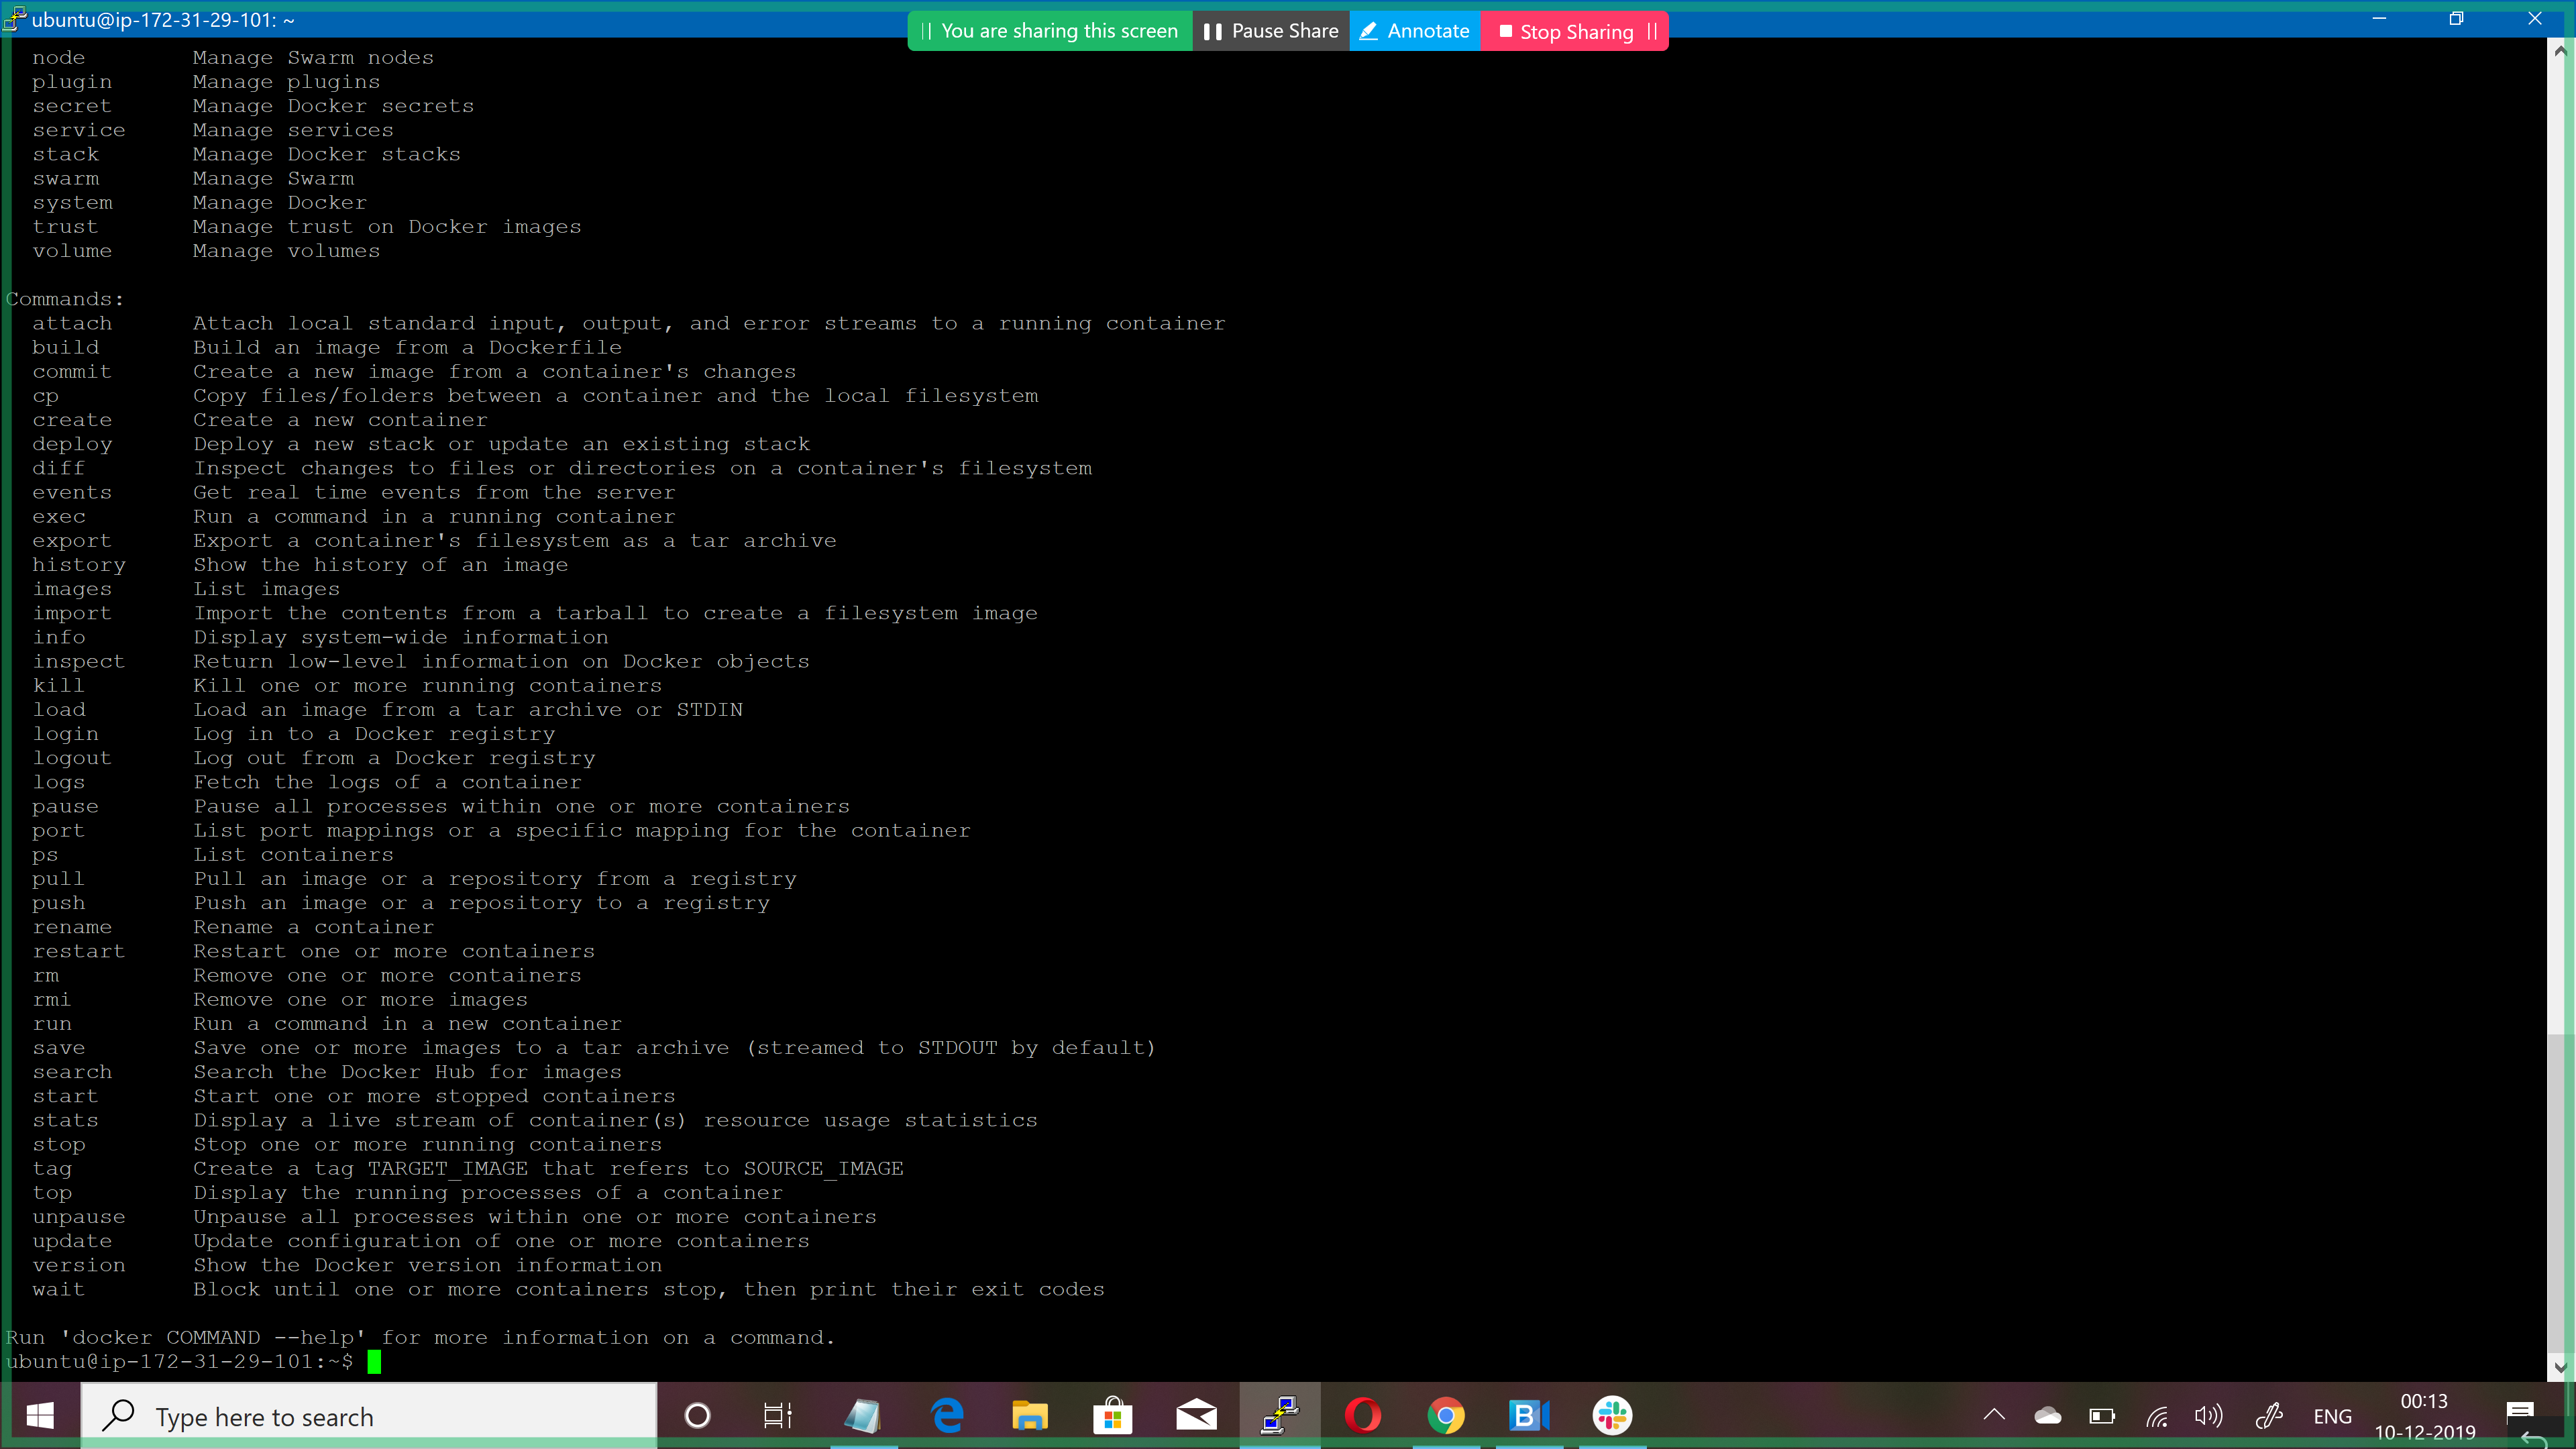 ubuntu@ip-172-31-29-101: ~
You are sharing this screen Pause Share Annotate Stop Sharing
node Manage Swarm nodes
plugin Manage plugins
secret Manage Docker secrets
service Manage services
stack Manage Docker stacks
swarm Manage Swarm
system Manage Docker
trust Manage trust on Docker images
volume Manage volumes
Commands:
attach Attach local standard input, output, and error streams to a running container
build Build an image from a Dockerfile
commit Create a new image from a container's changes
cp Copy files/folders between a container and the local filesystem
create Create a new container
deploy Deploy a new stack or update an existing stack
diff Inspect changes to files or directories on a container's filesystem
events Get real time events from the server
exec Run a command in a running container
export Export a container's filesystem as a tar archive
history Show the history of an image
images List images
import Import the contents from a tarball to create a filesystem image
info Display system-wide information
inspect Return low-level information on Docker objects
kill Kill one or more running containers
load Load an image from a tar archive or STDIN
login Log in to a Docker registry
logout Log out from a Docker registry
logs Fetch the logs of a container
pause Pause all processes within one or more containers
port List port mappings or a specific mapping for the container
ps List containers
pull Pull an image or a repository from a registry
push Push an image or a repository to a registry
rename Rename a container
restart Restart one or more containers
rm Remove one or more containers
rmi Remove one or more images
run Run a command in a new container
save Save one or more images to a tar archive (streamed to STDOUT by default)
search Search the Docker Hub for images
start Start one or more stopped containers
stats Display a live stream of container(s) resource usage statistics
stop Stop one or more running containers
tag Create a tag TARGET_IMAGE that refers to SOURCE_IMAGE
top Display the running processes of a container
unpause Unpause all processes within one or more containers
update Update configuration of one or more containers
version Show the Docker version information
wait Block until one or more containers stop, then print their exit codes
Run 'docker COMMAND --help' for more information on a command.
ubuntu@ip-172-31-29-101:~$
Type here to search
B
ENG
00:13
10-12-2019